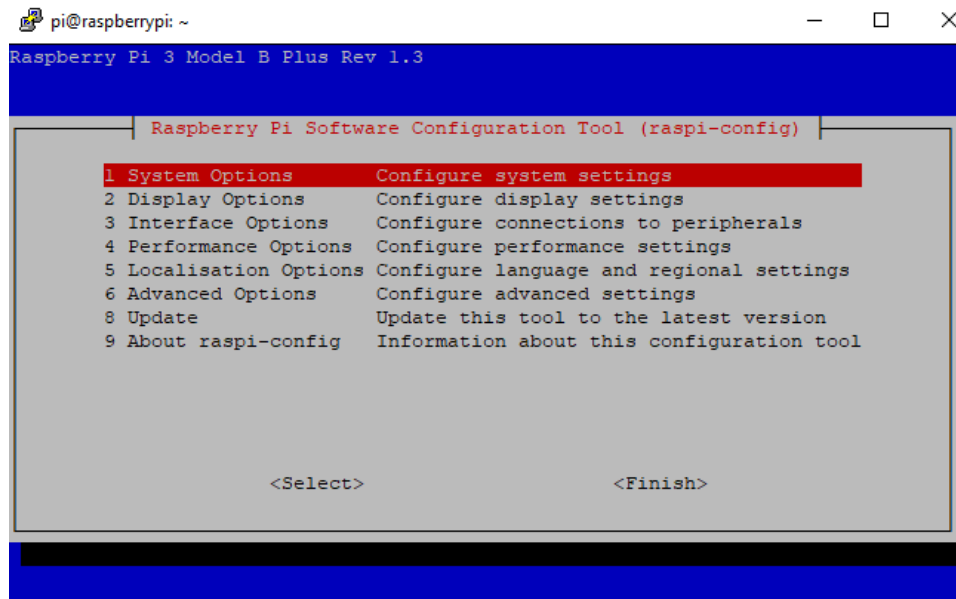 pi@raspberrypi: ~
Raspberry Pi 3 Model B Plus Rev 1.3
Raspberry Pi Software Configuration Tool (raspi-config)
1 System Options Configure system settings
2 Display Options Configure display settings
3 Interface Options Configure connections to peripherals
4 Performance Options Configure performance settings
5 Localisation Options Configure language and regional settings
6 Advanced Options Configure advanced settings
8 Update Update this tool to the latest version
9 About raspi-config Information about this configuration tool
<Select> <Finish>